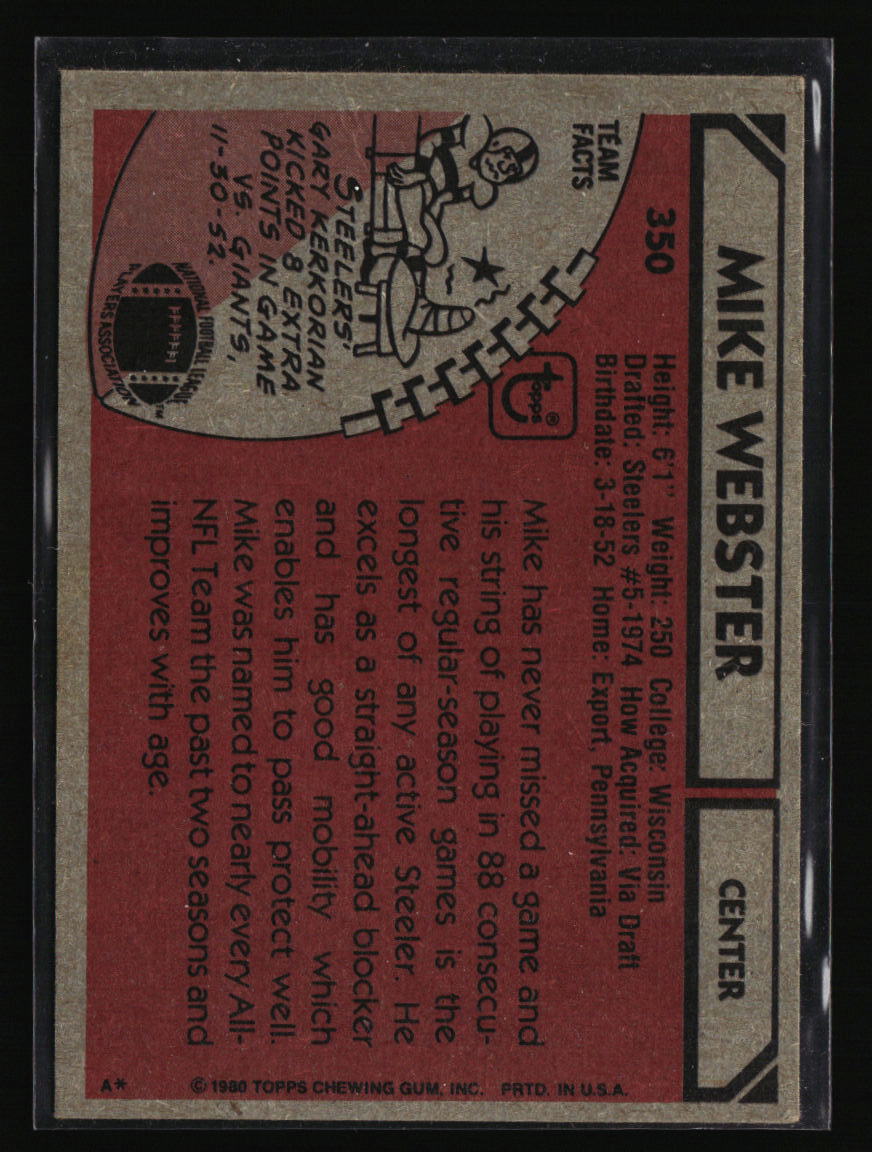 MIKE WEBSTER
CENTER
350
Height: 6'1" Weight: 250 College: Wisconsin
Drafted: Steelers #5-1974 How Acquired: Via Draft
Birthdate: 3-18-52 Home: Export, Pennsylvania
TEAM
FACTS
topps®
STEELERS'
GARY KERKORIAN
KICKED 8 EXTRA
POINTS IN GAME
VS. GIANTS,
11-30-52.
NATIONAL FOOTBALL LEAGUE
PLAYERS ASSOCIATION
TM
Mike has never missed a game and
his string of playing in 88 consecu-
tive regular-season games is the
longest of any active Steeler. He
excels as a straight-ahead blocker
and has good mobility which
enables him to pass protect well.
Mike was named to nearly every All-
NFL Team the past two seasons and
improves with age.
© 1980 TOPPS CHEWING GUM, INC. PRTD. IN U.S.A.
A*